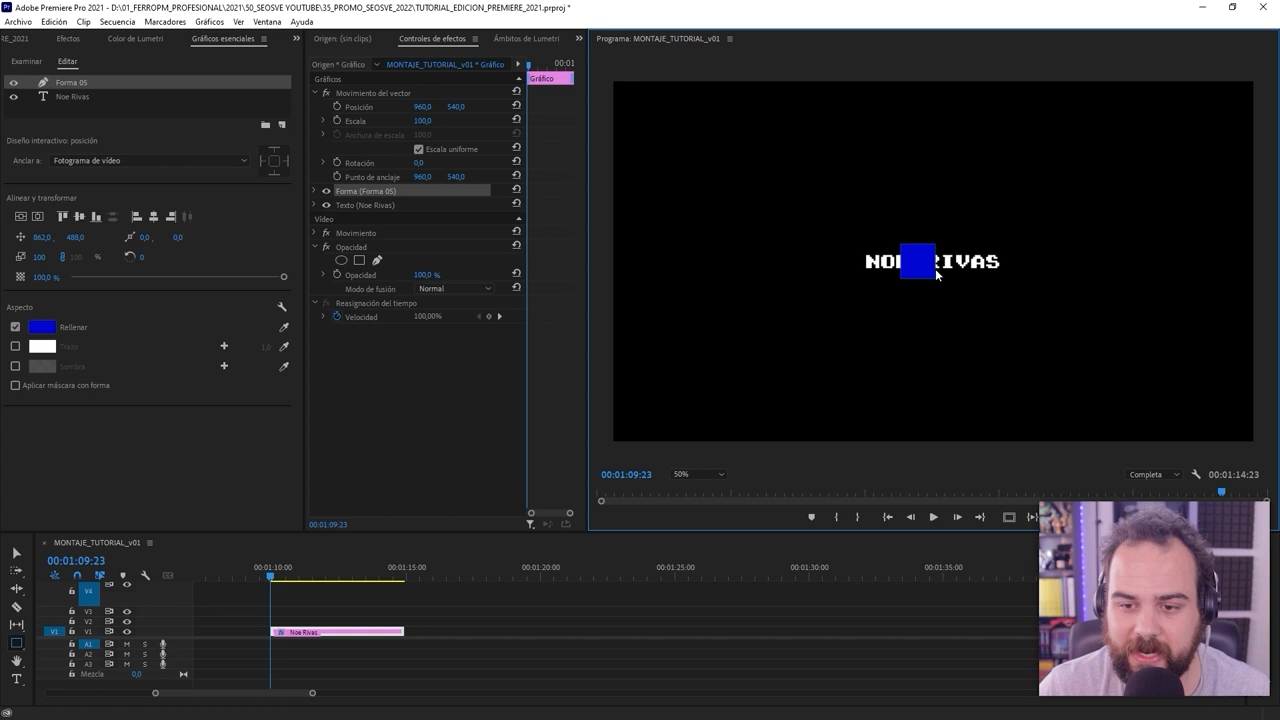 Adobe Premiere Pro 2021 - D:\01_FERROPM_PROFESIONAL\2021\50_SEOSVE YOUTUBE\35_PROMO_SEOSVE_2022\TUTORIAL_EDICION_PREMIERE_2021.prproj *
Archivo Edición Clip Secuencia Marcadores Gráficos Ver Ventana Ayuda
RE_2021 Efectos Color de Lumetri Gráficos esenciales
Examinar Editar
Forma 05
Noe Rivas
Diseño interactivo: posición
Anclar a: Fotograma de vídeo
Alinear y transformar
862,0 488,0 0,0 0,0
100 100 % 0
100,0 %
Aspecto
Rellenar
Trazo 1,0
Sombra
Aplicar máscara con forma
Origen: (sin clips) Controles de efectos Ámbitos de Lumetri
Origen * Gráfico MONTAJE_TUTORIAL_v01 * Gráfico 00:01
Gráficos Gráfico
Movimiento del vector
Posición 960,0 540,0
Escala 100,0
Anchura de escala 100,0
Escala uniforme
Rotación 0,0
Punto de anclaje 960,0 540,0
Forma (Forma 05)
Texto (Noe Rivas)
Vídeo
Movimiento
Opacidad
Opacidad 100,0 %
Modo de fusión Normal
Reasignación del tiempo
Velocidad 100,00%
00:01:09:23
Programa: MONTAJE_TUTORIAL_v01
NOE RIVAS
00:01:09:23 50% Completa 00:01:14:23
MONTAJE_TUTORIAL_v01
00:01:09:23
00:01:10:00 00:01:15:00 00:01:20:00 00:01:25:00 00:01:30:00 00:01:35:00
V4
V3
V2
V1 V1 fx Noe Rivas
A1 M S
A2 M S
A3 M S
Mezcla 0,0